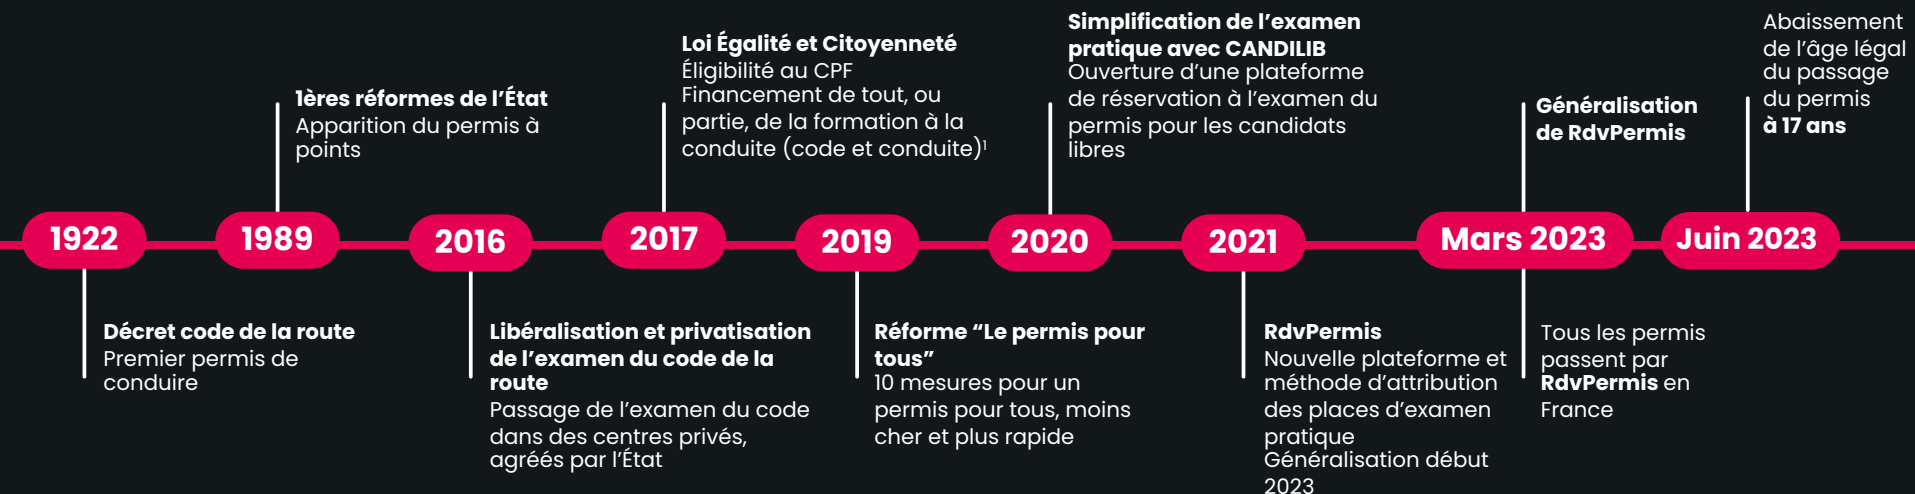 1922
Décret code de la route
Premier permis de
conduire
1989
1ères réformes de l’État
Apparition du permis à
points
2016
Libéralisation et privatisation
de l’examen du code de la
route
Passage de l’examen du code
dans des centres privés,
agréés par l’État
2017
Loi Égalité et Citoyenneté
Éligibilité au CPF
Financement de tout, ou
partie, de la formation à la
conduite (code et conduite)¹
2019
Réforme “Le permis pour
tous”
10 mesures pour un
permis pour tous, moins
cher et plus rapide
2020
Simplification de l’examen
pratique avec CANDILIB
Ouverture d’une plateforme
de réservation à l’examen du
permis pour les candidats
libres
2021
RdvPermis
Nouvelle plateforme et
méthode d’attribution
des places d’examen
pratique
Généralisation début
2023
Mars 2023
Généralisation
de RdvPermis
Tous les permis
passent par
RdvPermis en
France
Juin 2023
Abaissement
de l’âge légal
du passage
du permis
à 17 ans